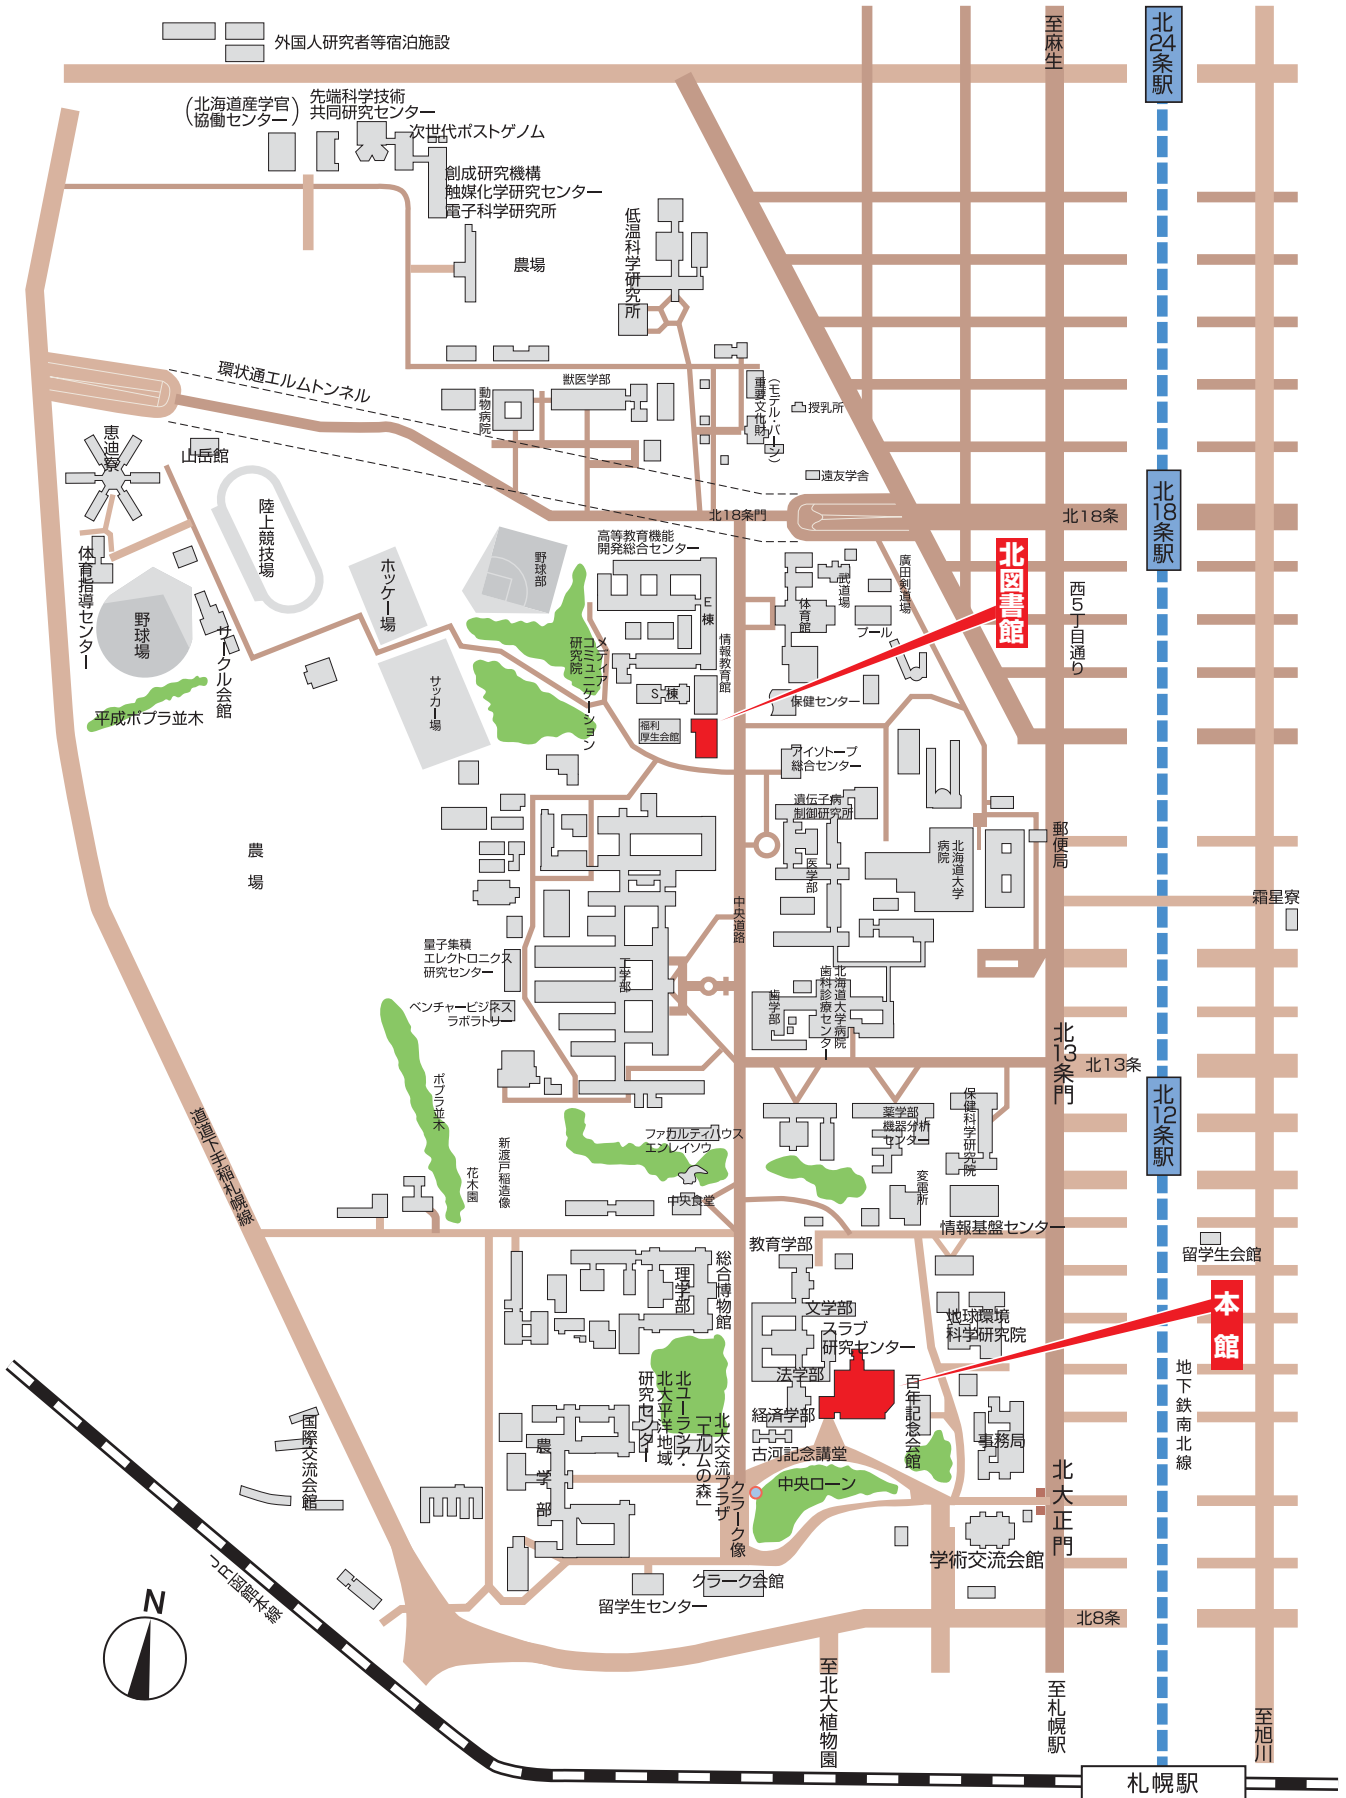 外国人研究者等宿泊施設
至麻生
北24条駅
(北海道産学官
協働センター)
先端科学技術
共同研究センター
次世代ポストゲノム
創成研究機構
触媒化学研究センター
電子科学研究所
低温科学研究所
農場
環状通エルムトンネル
獣医学部
動物病院
重要文化財
(モデル・バーン)
授乳所
遠友学舎
恵迪寮
山岳館
陸上競技場
北18条門
北18条
北18条駅
高等教育機能
開発総合センター
野球部
ホッケー場
体育指導センター
野球場
サークル会館
平成ポプラ並木
サッカー場
メディア
コミュニケーション
研究院
E棟
情報教育館
S棟
福利
厚生会館
体育館
武道場
廣田剣道場
プール
保健センター
北図書館
西5丁目通り
アイソトープ
総合センター
遺伝子病
制御研究所
医学部
北海道大学
病院
郵便局
霜星寮
農場
中央道路
量子集積
エレクトロニクス
研究センター
工学部
ベンチャービジネス
ラボラトリー
歯学部
北海道大学病院
歯科診療センター
北13条門
北13条
北12条駅
ポプラ並木
道道下手稲札幌線
ファカルティハウス
エンレイソウ
新渡戸稲造像
花木園
中央食堂
薬学部
機器分析
センター
保健科学研究院
変電所
情報基盤センター
留学生会館
教育学部
総合博物館
理学部
文学部
スラブ
研究センター
地球環境
科学研究院
本館
法学部
経済学部
百年記念会館
古河記念講堂
事務局
地下鉄南北線
北ユーラシア・
北太平洋地域
研究センター
北大交流プラザ
「エルムの森」
農学部
国際交流会館
クラーク像
中央ローン
北大正門
学術交流会館
クラーク会館
留学生センター
北8条
JR函館本線
N
至北大植物園
至札幌駅
至旭川
札幌駅